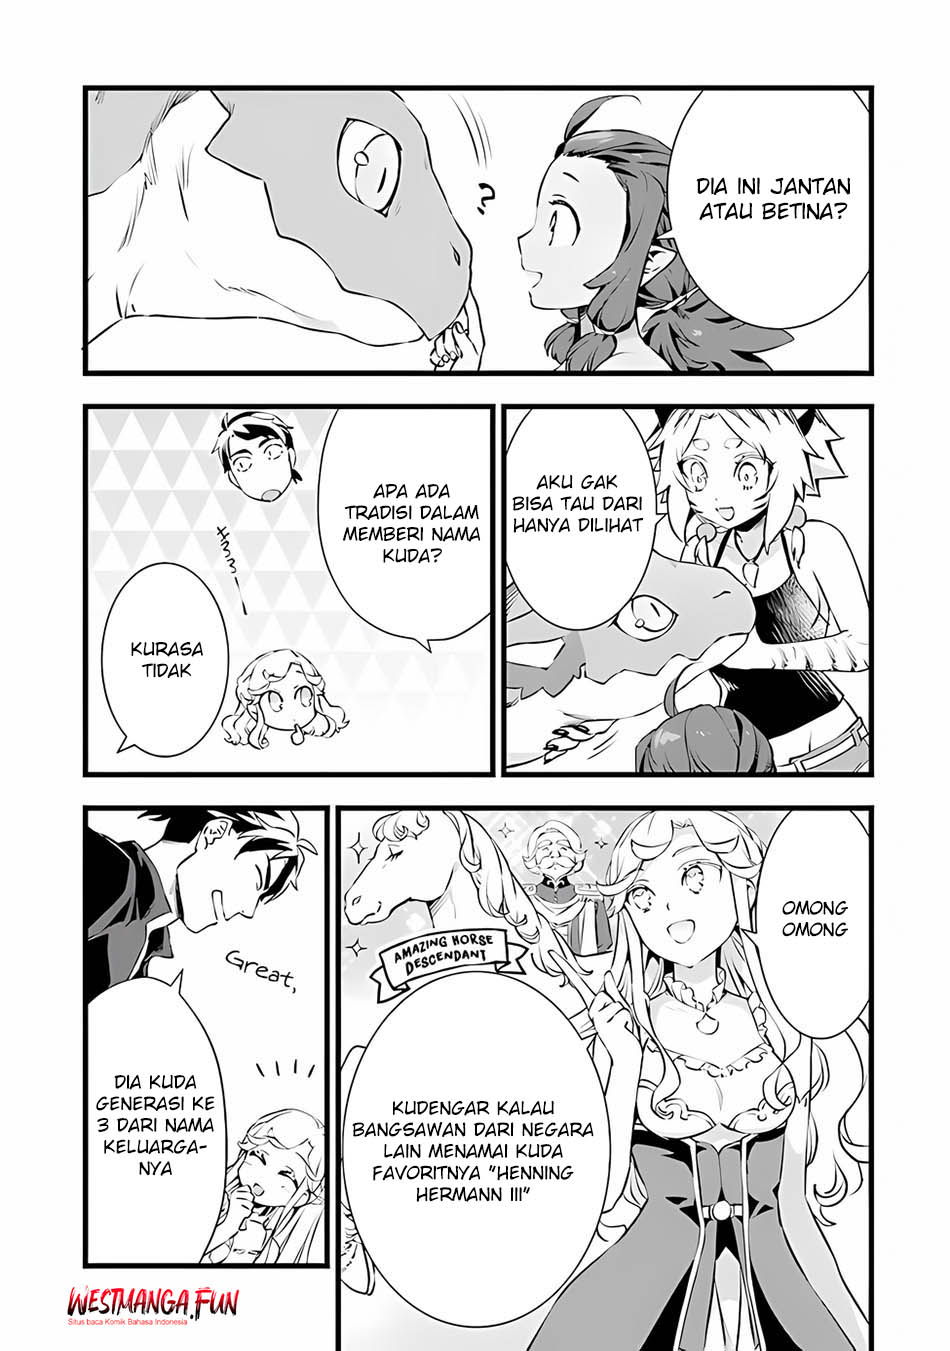 DIA INI JANTAN
ATAU BETINA?
?
AKU GAK
BISA TAU DARI
HANYA DILIHAT
APA ADA
TRADISI DALAM
MEMBERI NAMA
KUDA?
KURASA
TIDAK
OMONG
OMONG
AMAZING HORSE
DESCENDANT
KUDENGAR KALAU
BANGSAWAN DARI NEGARA
LAIN MENAMAI KUDA
FAVORITNYA "HENNING
HERMANN III"
Great,
DIA KUDA
GENERASI KE
3 DARI NAMA
KELUARGA-
NYA
WESTMANGA.FUN
Situs baca Komik Bahasa Indonesia